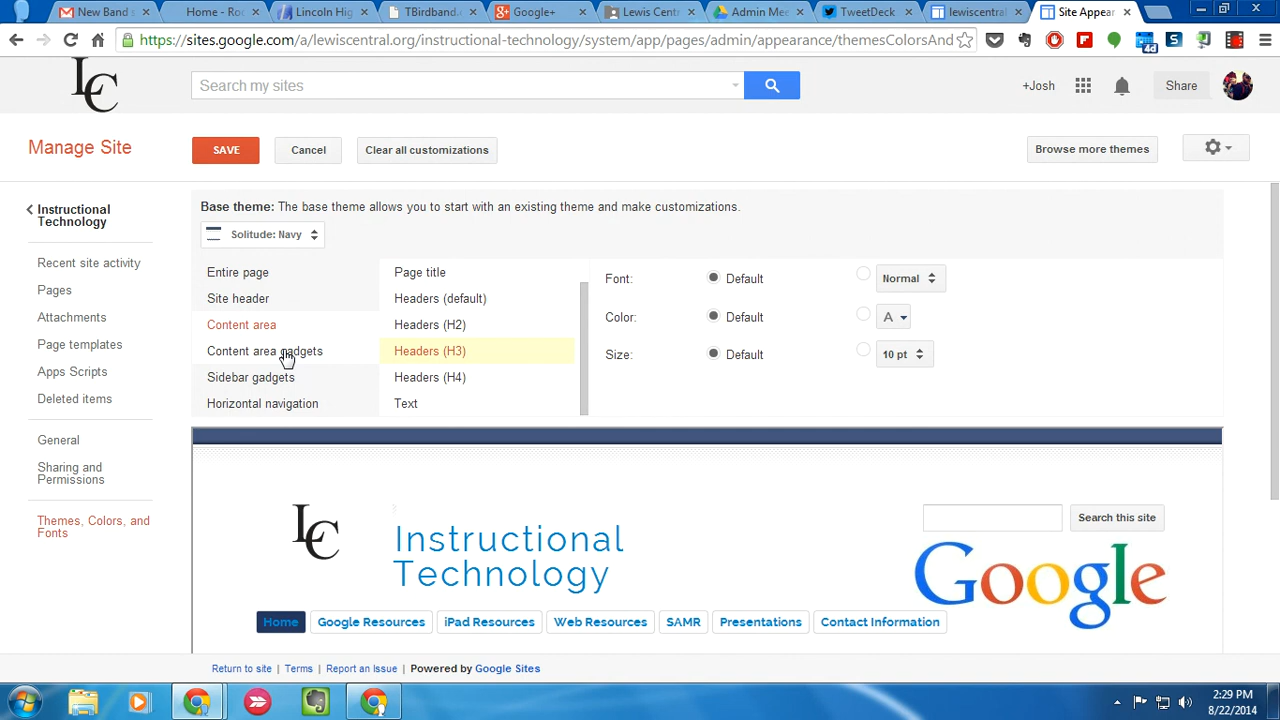 New Band s
Home - Roc
Lincoln Hig
TBirdband.c
Google+
Lewis Centr
Admin Mee
TweetDeck
lewiscentral
Site Appear
https://sites.google.com/a/lewiscentral.org/instructional-technology/system/app/pages/admin/appearance/themesColorsAnd
4d
LC
Search my sites
+Josh
Share
Manage Site
SAVE
Cancel
Clear all customizations
Browse more themes
Instructional
Technology
Recent site activity
Pages
Attachments
Page templates
Apps Scripts
Deleted items
General
Sharing and
Permissions
Themes, Colors, and
Fonts
Base theme: The base theme allows you to start with an existing theme and make customizations.
Solitude: Navy
Entire page
Site header
Content area
Content area gadgets
Sidebar gadgets
Horizontal navigation
Page title
Headers (default)
Headers (H2)
Headers (H3)
Headers (H4)
Text
Font: Default Normal
Color: Default A
Size: Default 10 pt
LC
Instructional
Technology
Search this site
Google
Home Google Resources iPad Resources Web Resources SAMR Presentations Contact Information
Return to site | Terms | Report an Issue | Powered by Google Sites
2:29 PM
8/22/2014